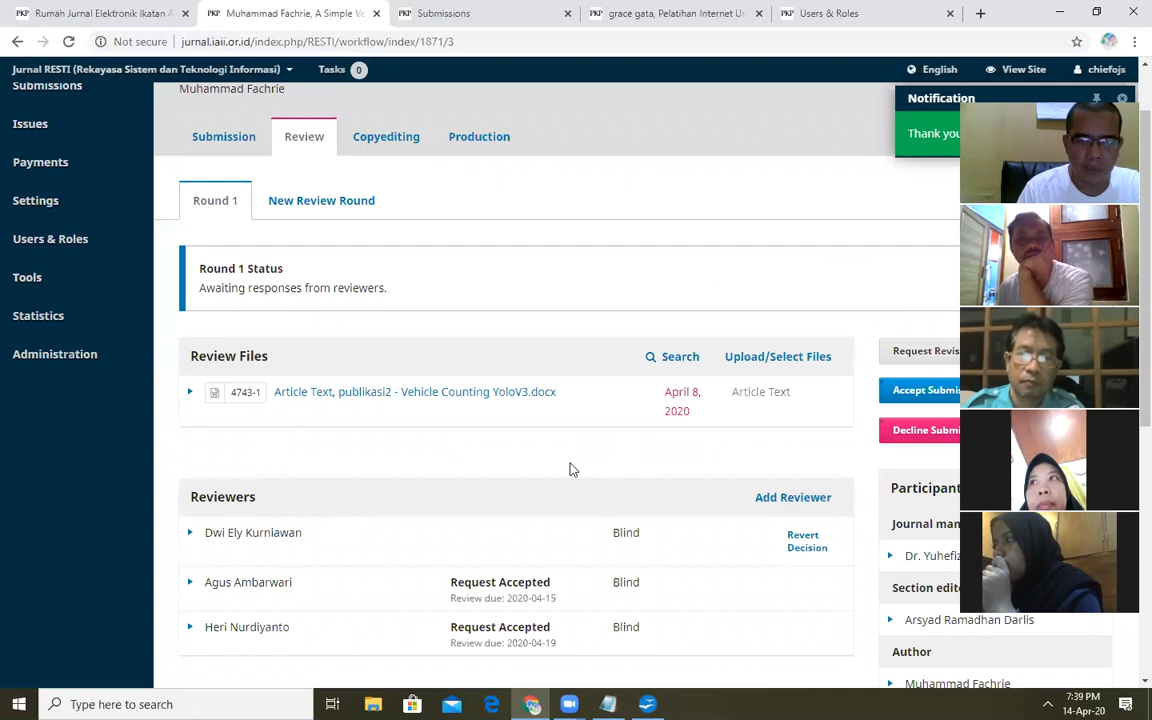 Rumah Jurnal Elektronik Ikatan A
Muhammad Fachrie, A Simple Ve
Submissions
grace gata, Pelatihan Internet Un
Users & Roles
Not secure | jurnal.iaii.or.id/index.php/RESTI/workflow/index/1871/3
Jurnal RESTI (Rekayasa Sistem dan Teknologi Informasi)
Tasks 0
English
View Site
chiefojs
Submissions
Issues
Payments
Settings
Users & Roles
Tools
Statistics
Administration
Muhammad Fachrie
Notification
Thank you
Submission
Review
Copyediting
Production
Round 1
New Review Round
Round 1 Status
Awaiting responses from reviewers.
Review Files
Search
Upload/Select Files
4743-1
Article Text, publikasi2 - Vehicle Counting YoloV3.docx
April 8,
2020
Article Text
Request Revis
Accept Submi
Decline Submi
Reviewers
Add Reviewer
Dwi Ely Kurniawan
Blind
Revert
Decision
Agus Ambarwari
Request Accepted
Review due: 2020-04-15
Blind
Heri Nurdiyanto
Request Accepted
Review due: 2020-04-19
Blind
Participant
Journal man
Dr. Yuhefiz
Section edit
Arsyad Ramadhan Darlis
Author
Muhammad Fachrie
Type here to search
7:39 PM
14-Apr-20